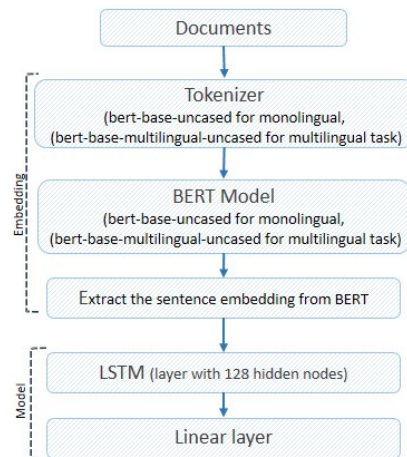 Documents
Tokenizer
(bert-base-uncased for monolingual,
(bert-base-multilingual-uncased for multilingual task)
BERT Model
(bert-base-uncased for monolingual,
(bert-base-multilingual-uncased for multilingual task)
Embedding
Extract the sentence embedding from BERT
LSTM (layer with 128 hidden nodes)
Model
Linear layer